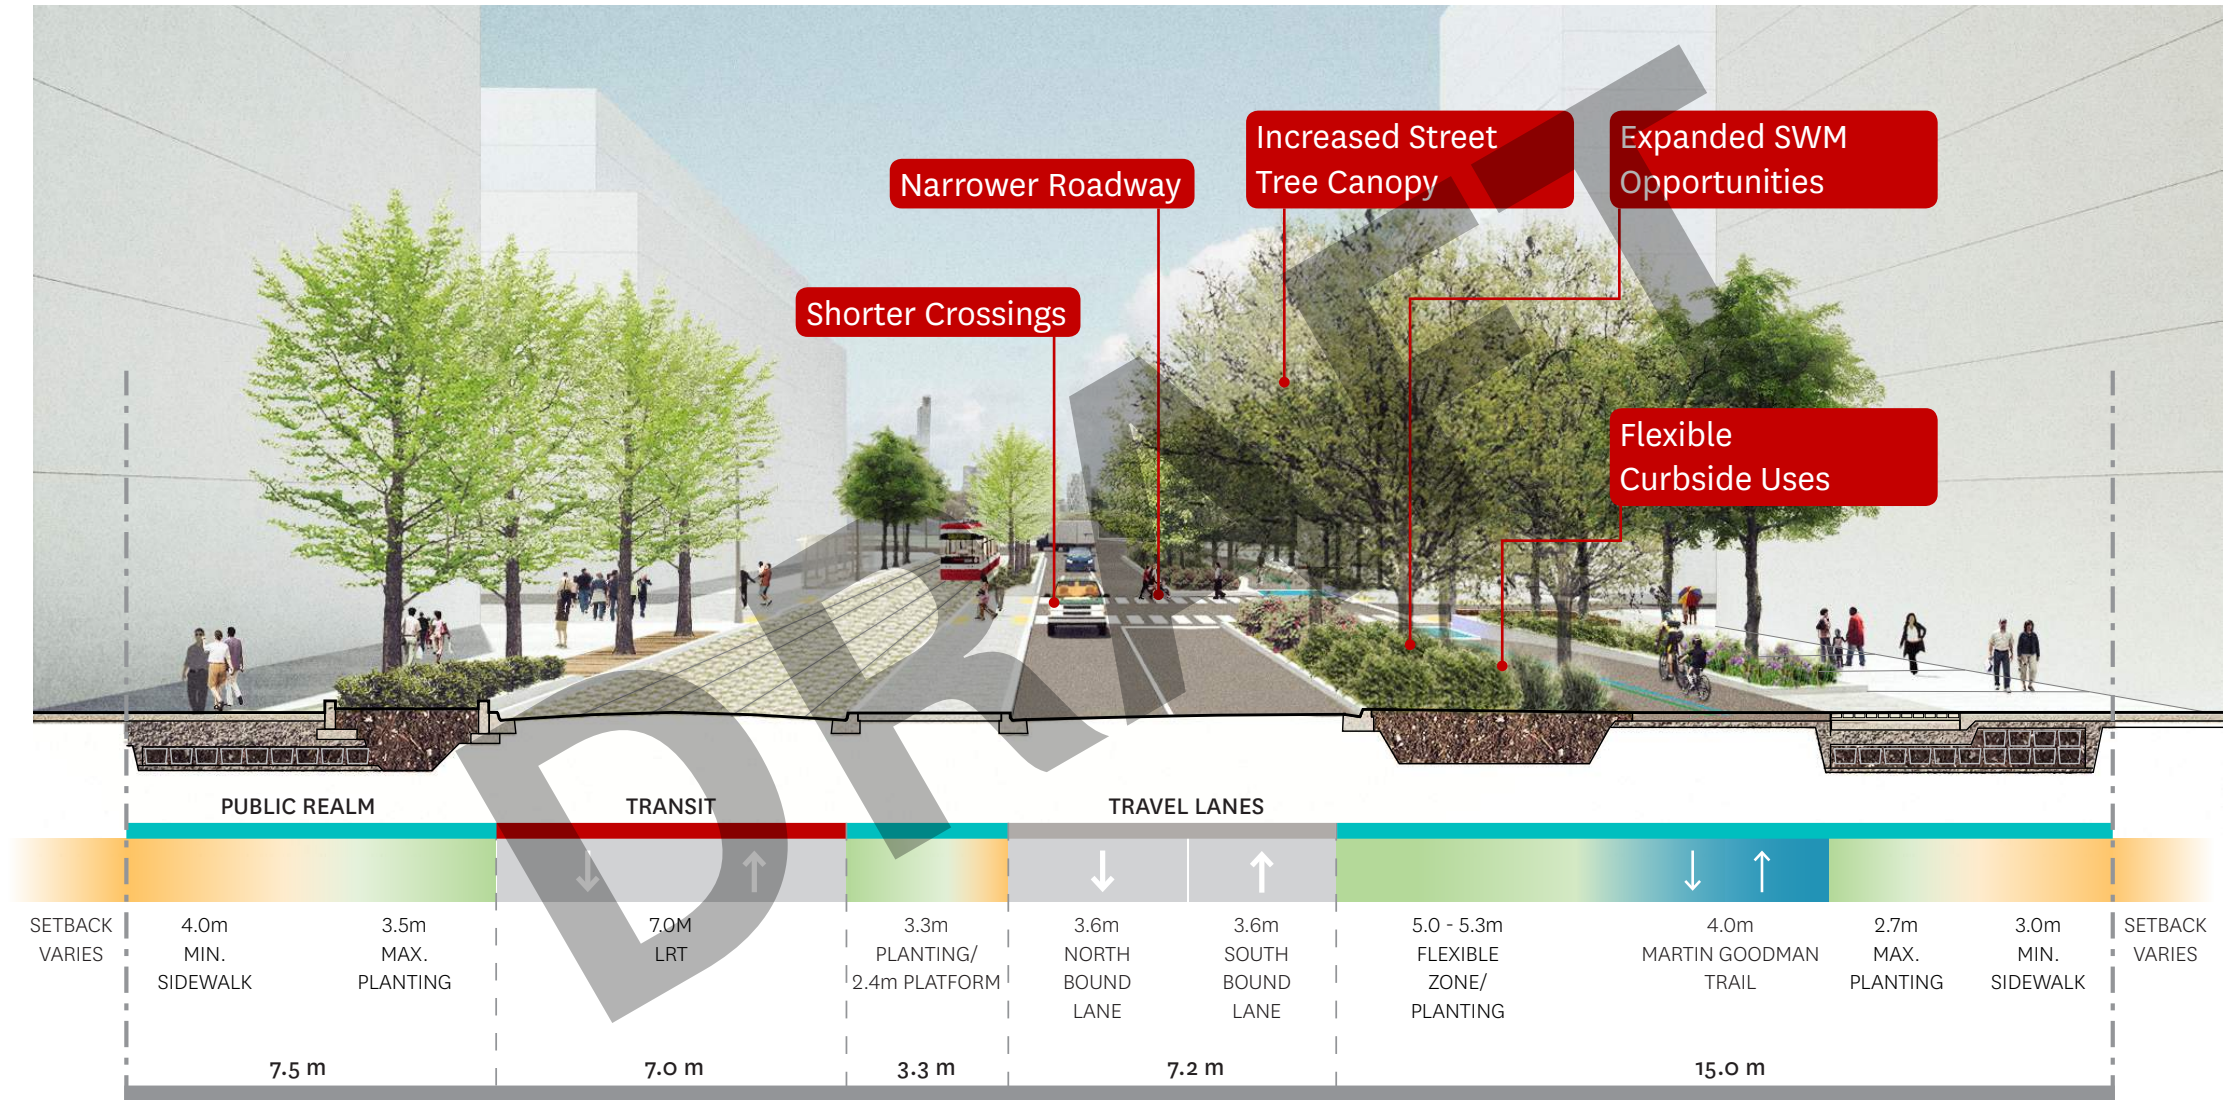 Increased Street
Tree Canopy
Expanded SWM
Opportunities
Narrower Roadway
Shorter Crossings
Flexible
Curbside Uses
DRAFT
PUBLIC REALM
TRANSIT
TRAVEL LANES
SETBACK
VARIES
4.0m
MIN.
SIDEWALK
3.5m
MAX.
PLANTING
7.0M
LRT
3.3m
PLANTING/
2.4m PLATFORM
3.6m
NORTH
BOUND
LANE
3.6m
SOUTH
BOUND
LANE
5.0 - 5.3m
FLEXIBLE
ZONE/
PLANTING
4.0m
MARTIN GOODMAN
TRAIL
2.7m
MAX.
PLANTING
3.0m
MIN.
SIDEWALK
SETBACK
VARIES
7.5 m
7.0 m
3.3 m
7.2 m
15.0 m